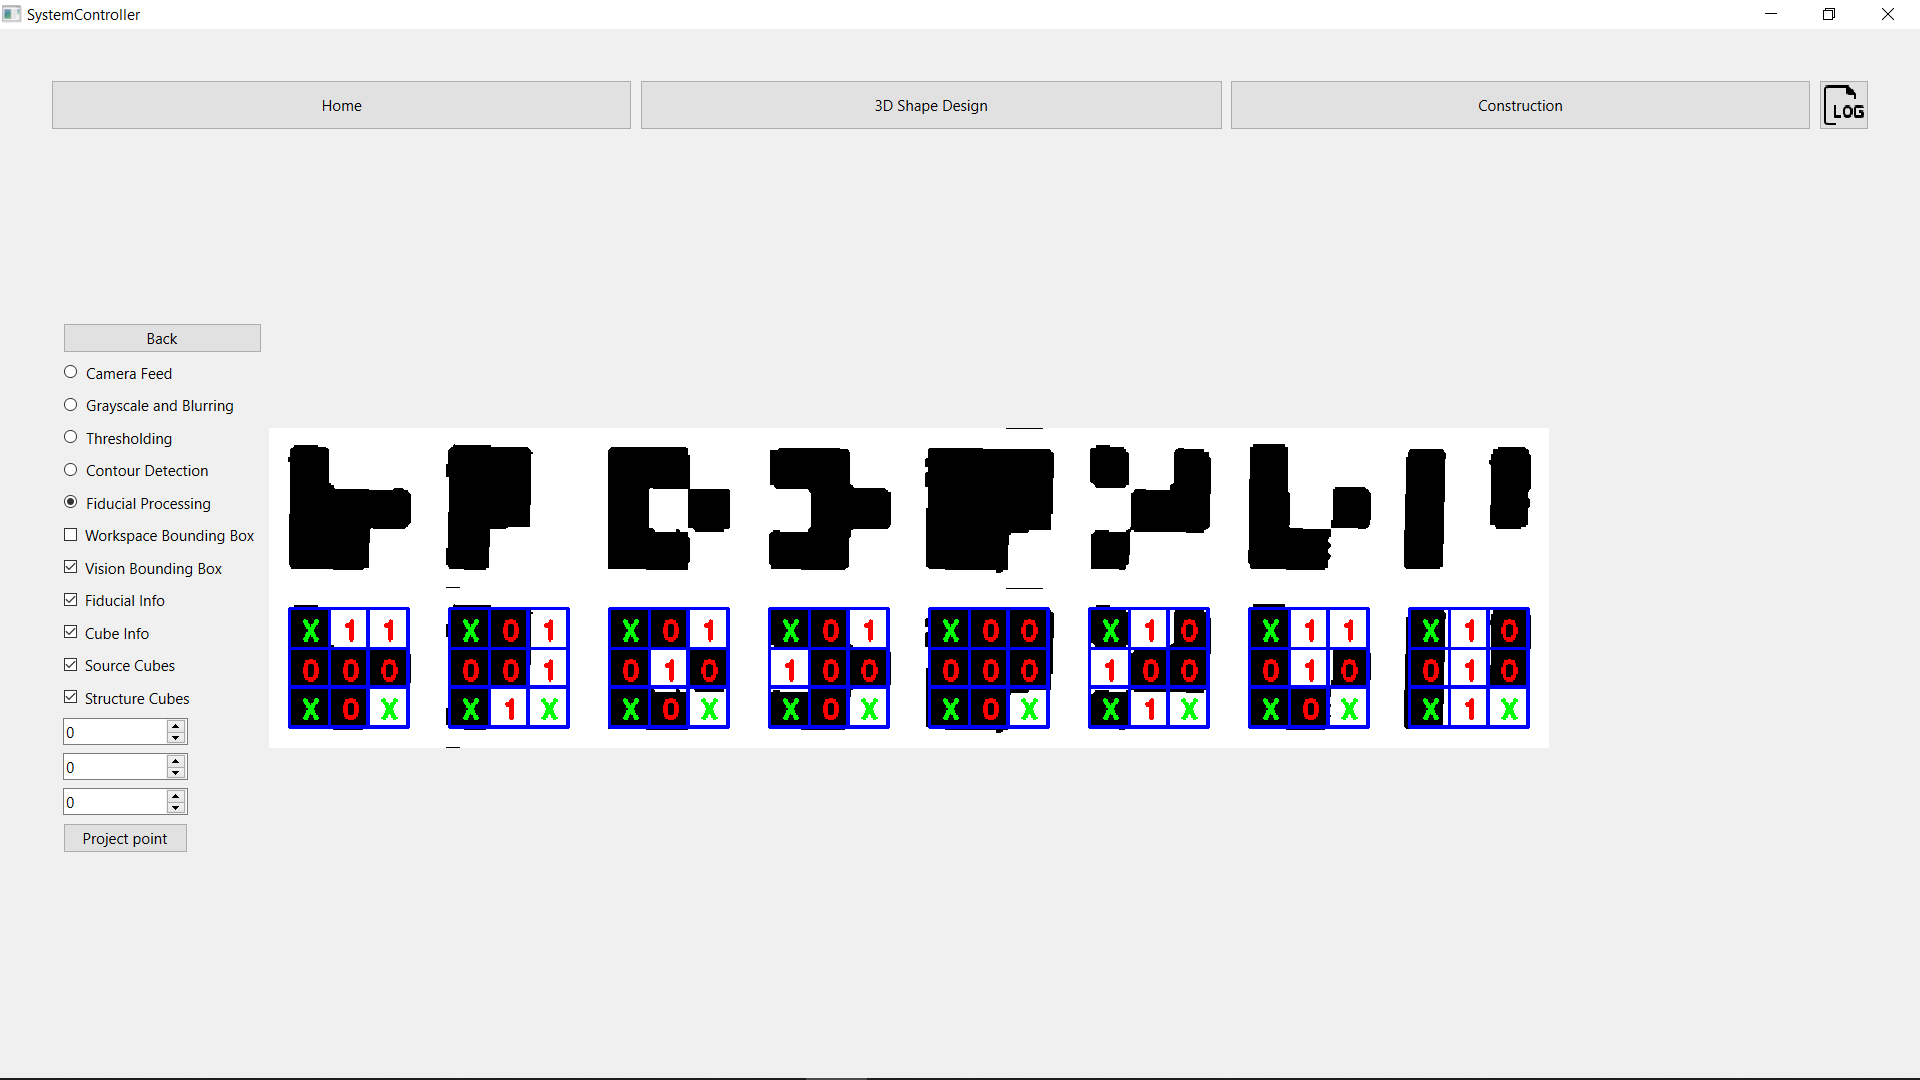 SystemController
Home 3D Shape Design Construction LOG
Back
Camera Feed
Grayscale and Blurring
Thresholding
Contour Detection
Fiducial Processing
Workspace Bounding Box
Vision Bounding Box
Fiducial Info
Cube Info
Source Cubes
Structure Cubes
0
0
0
Project point
X 1 1 X 0 1 X 0 1 X 0 1 X 0 0 X 1 0 X 1 1 X 1 0
0 0 0 0 0 1 0 1 0 1 0 0 0 0 0 1 0 0 0 1 0 0 1 0
X 0 X X 1 X X 0 X X 0 X X 0 X X 1 X X 0 X X 1 X